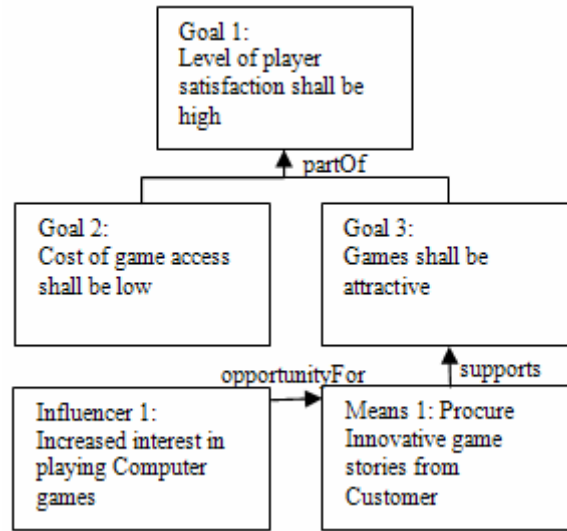 Goal 1:
Level of player
satisfaction shall be
high
partOf
Goal 2:
Cost of game access
shall be low
Goal 3:
Games shall be
attractive
opportunityFor
supports
Influencer 1:
Increased interest in
playing Computer
games
Means 1: Procure
Innovative game
stories from
Customer